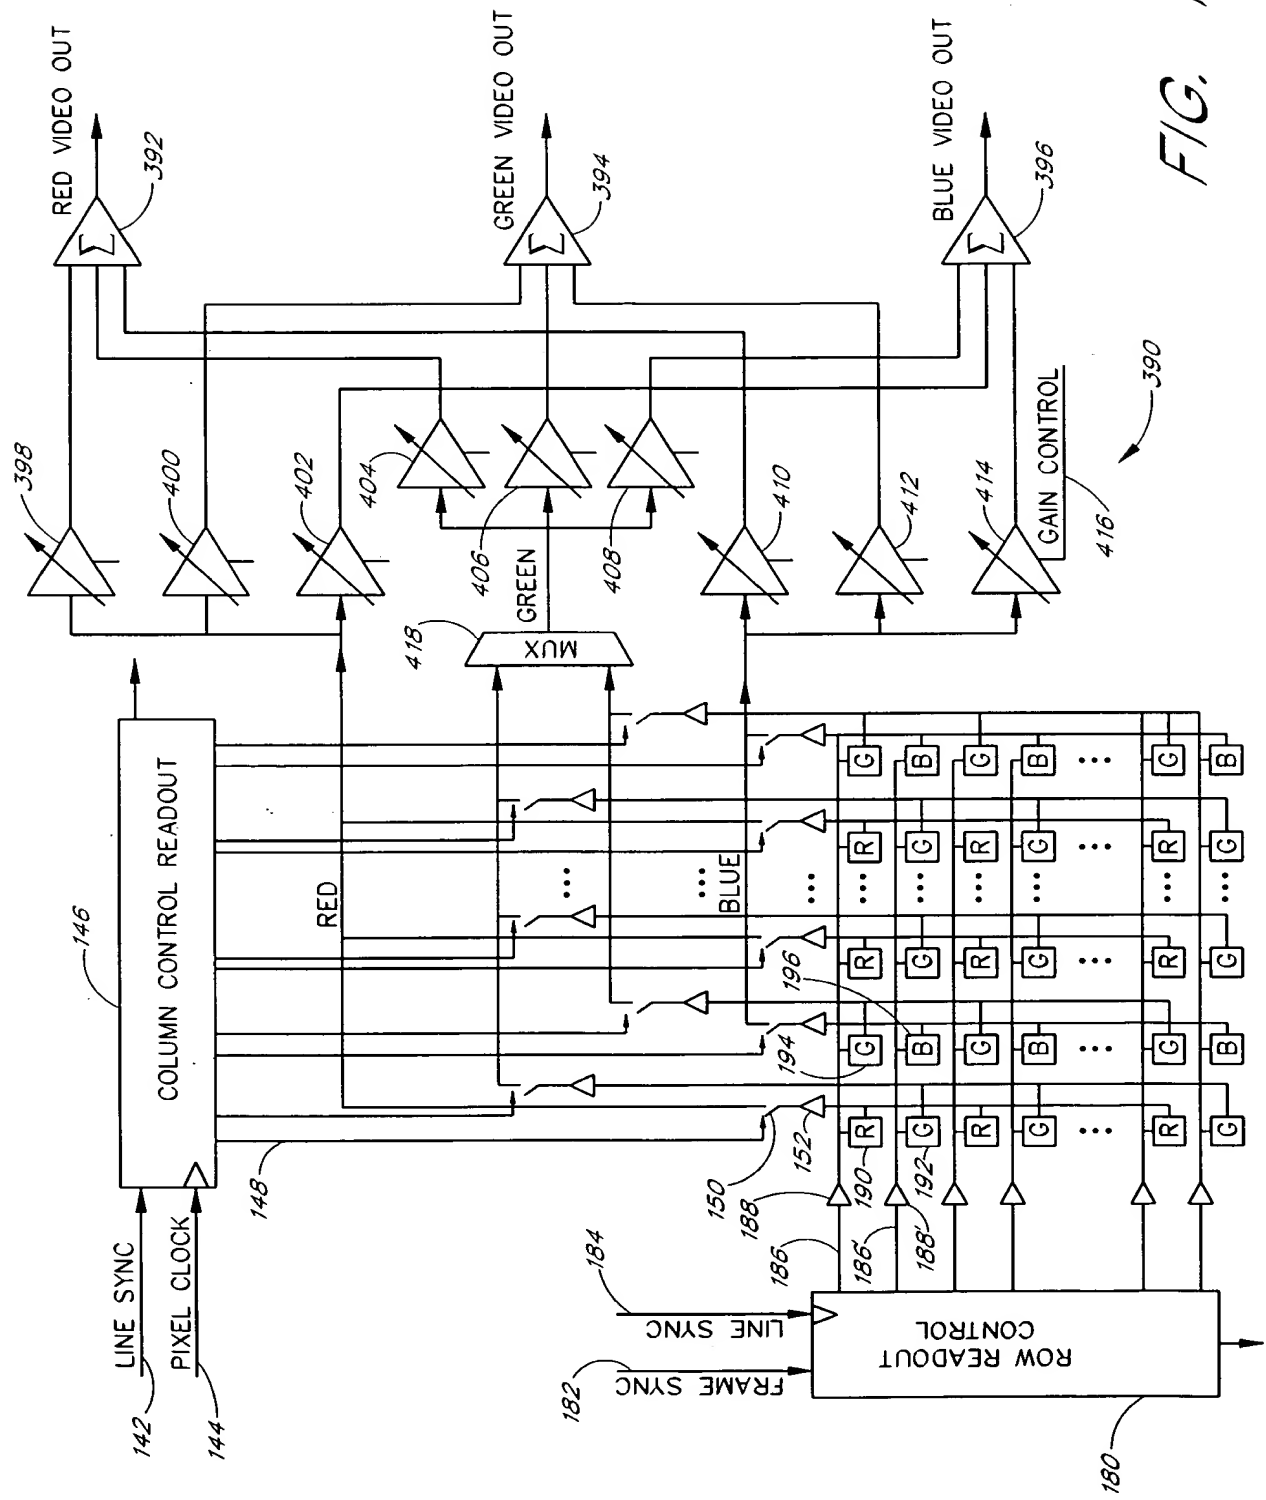 142
LINE SYNC
144
PIXEL CLOCK
146
COLUMN CONTROL READOUT
148
RED
398
RED VIDEO OUT
392
400
402
404
418
MUX
GREEN
406
408
GREEN VIDEO OUT
394
BLUE
410
412
414
GAIN CONTROL
416
BLUE VIDEO OUT
396
390
182
FRAME SYNC
184
LINE SYNC
150
152
186
188
190
194
196
186'
188'
192
R G R ••• R G
G B G ••• G B
R G R ••• R G
G B G ••• G B
R G R ••• R G
G B G ••• G B
ROW READOUT
CONTROL
180
FIG.